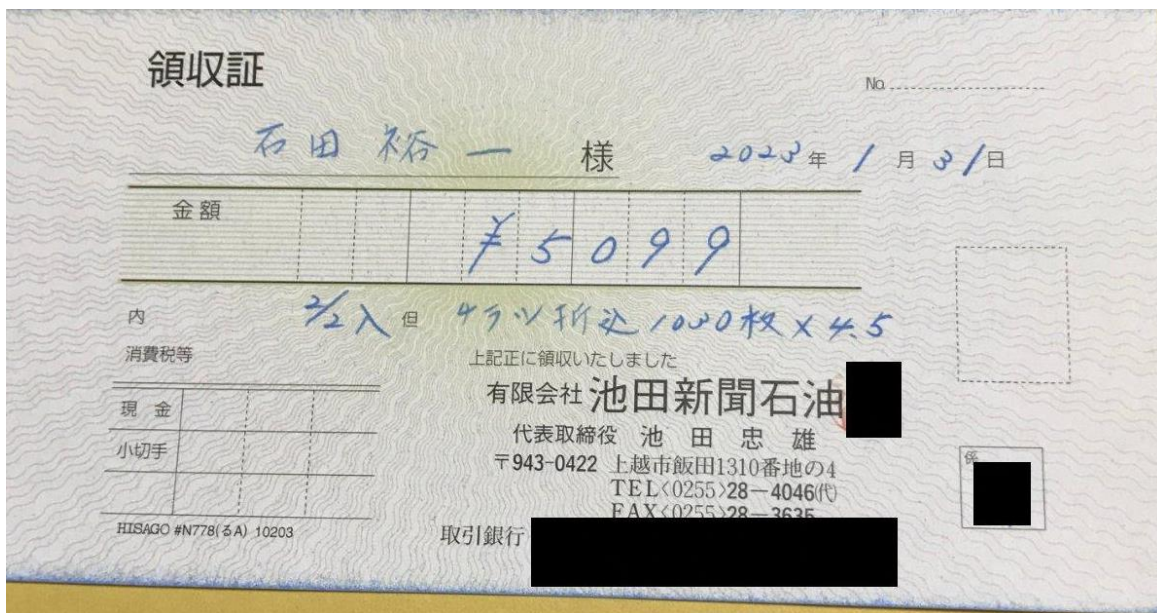 領収証
No
石田 裕一 様 2023年 1月 31日
金額 ¥5099
内 2/2入 但 チラシ折込 1030枚×4.5
消費税等
上記正に領収いたしました
現金
小切手
有限会社 池田新聞石油
代表取締役 池田忠雄
〒943-0422 上越市飯田1310番地の4
TEL〈0255〉28-4046(代)
FAX〈0255〉28-3635
取引銀行
係
HISAGO #N778(るA) 10203